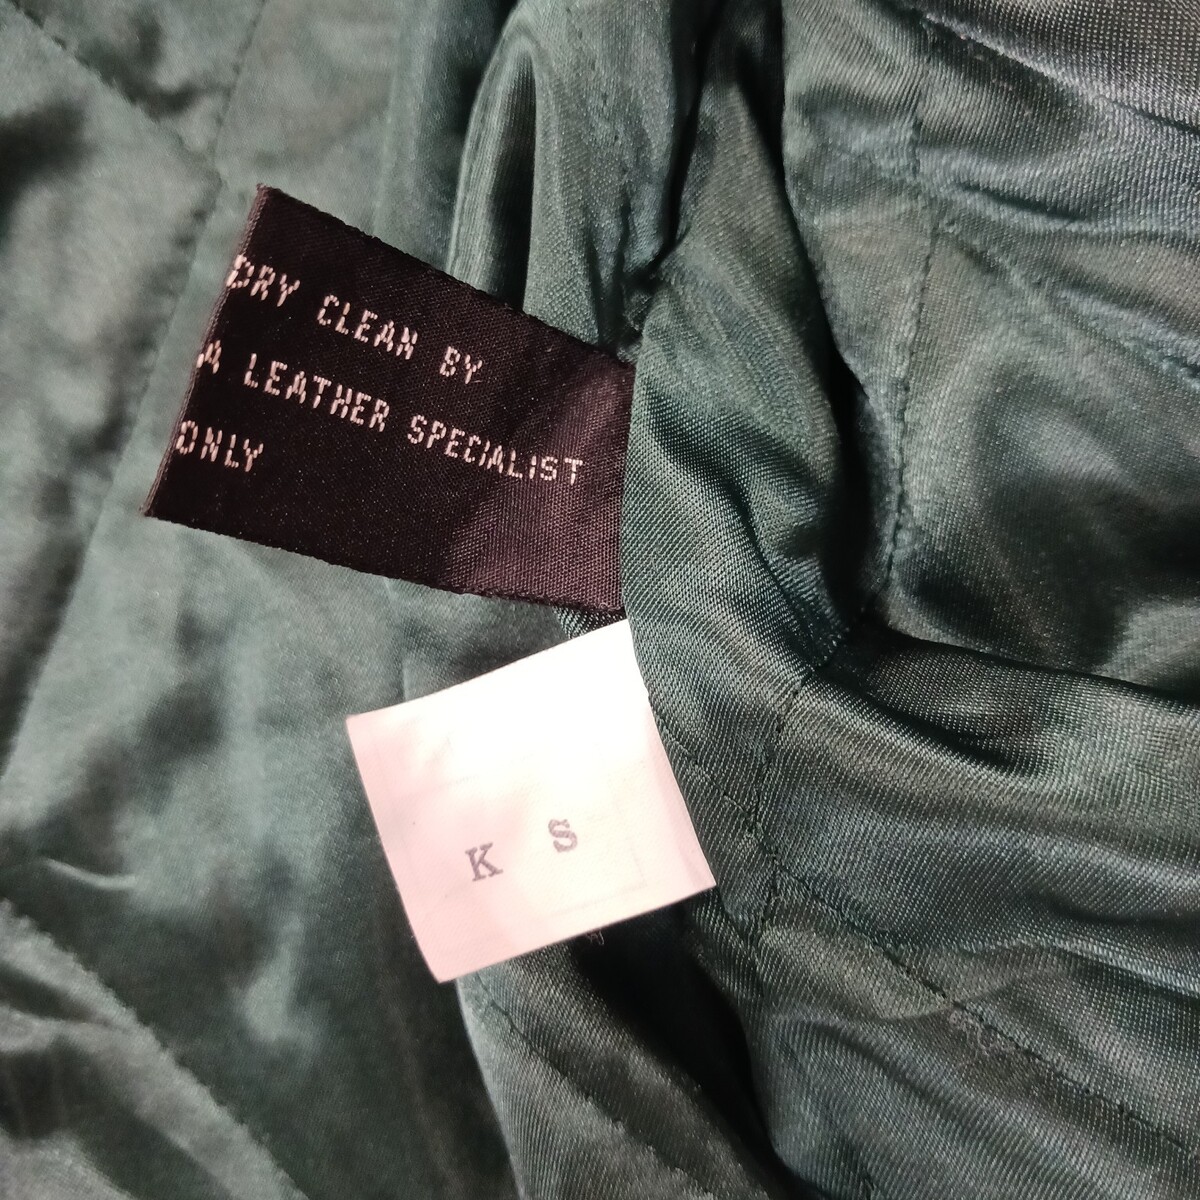 DRY CLEAN BY
A LEATHER SPECIALIST
ONLY
K S